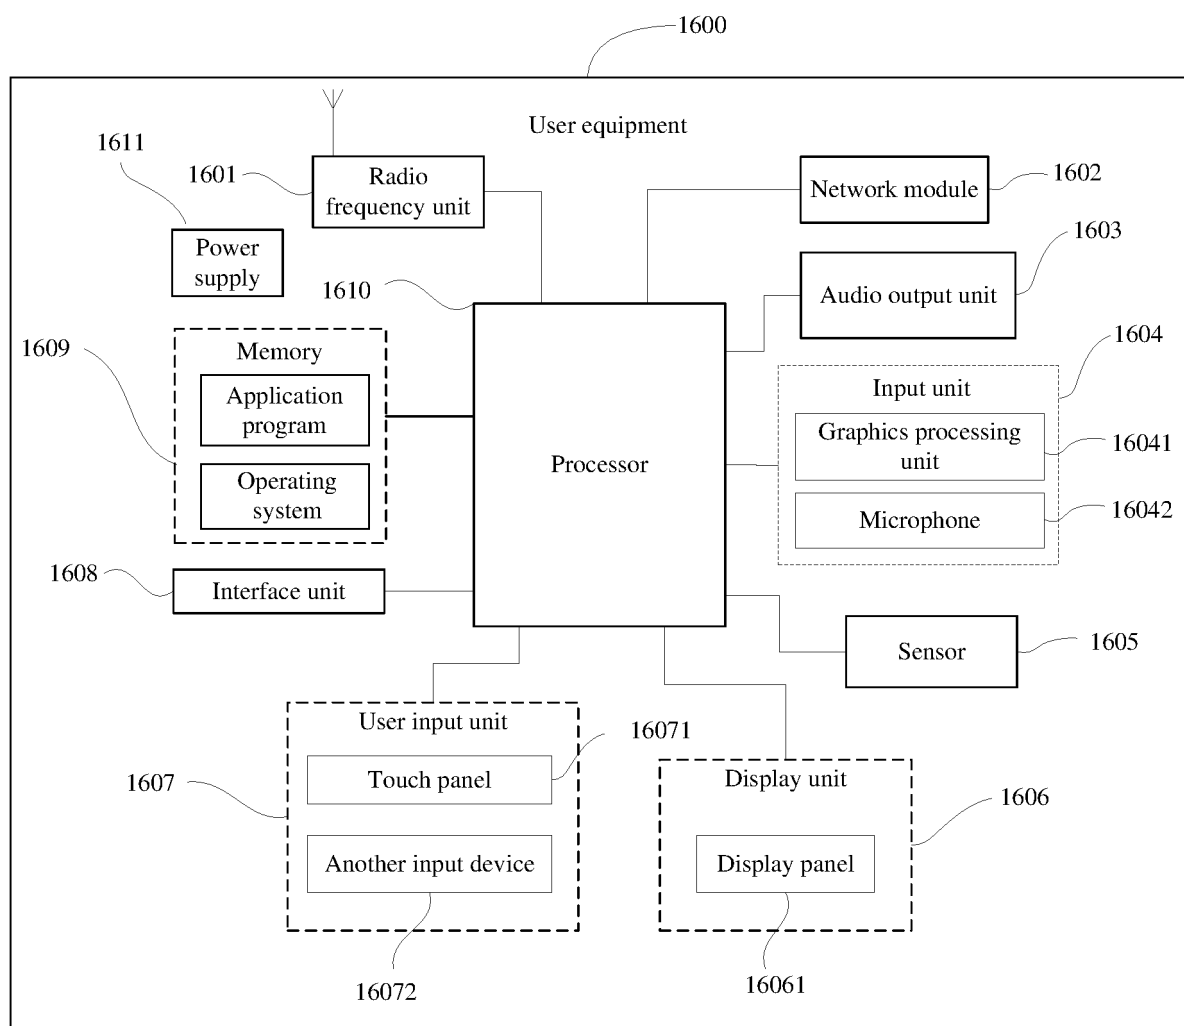 1600
User equipment
1611
1601
Radio
frequency unit
Network module
1602
Power
supply
1603
1610
Audio output unit
1609
Memory
1604
Application
program
Input unit
Graphics processing
unit
16041
Processor
Operating
system
Microphone
16042
1608
Interface unit
Sensor
1605
User input unit
16071
1607
Touch panel
Display unit
1606
Another input device
Display panel
16072
16061